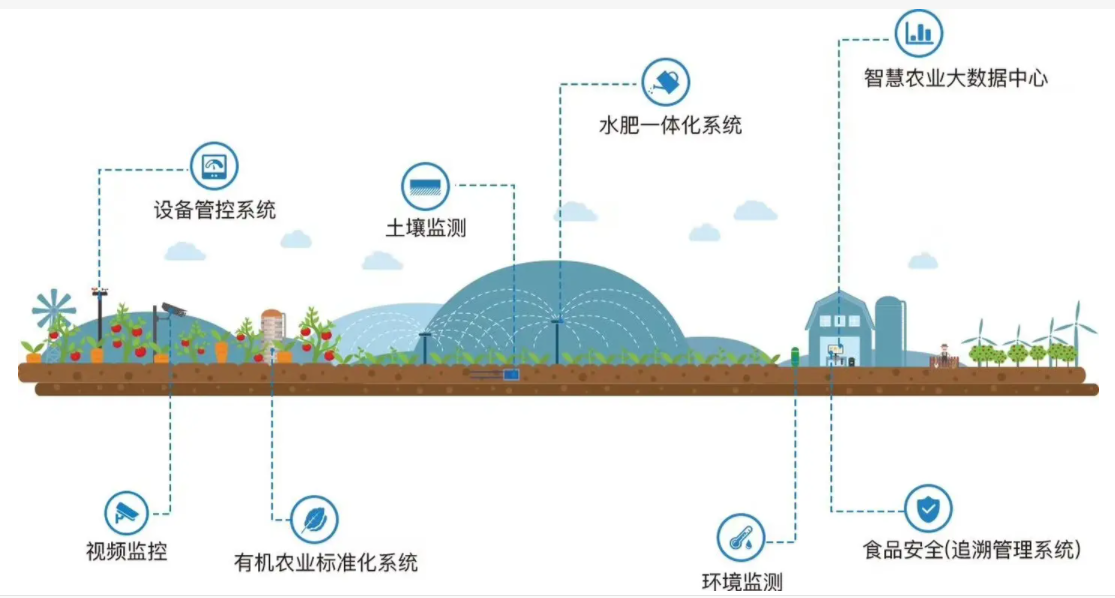 智慧农业大数据中心
水肥一体化系统
设备管控系统
土壤监测
视频监控
有机农业标准化系统
环境监测
食品安全(追溯管理系统)